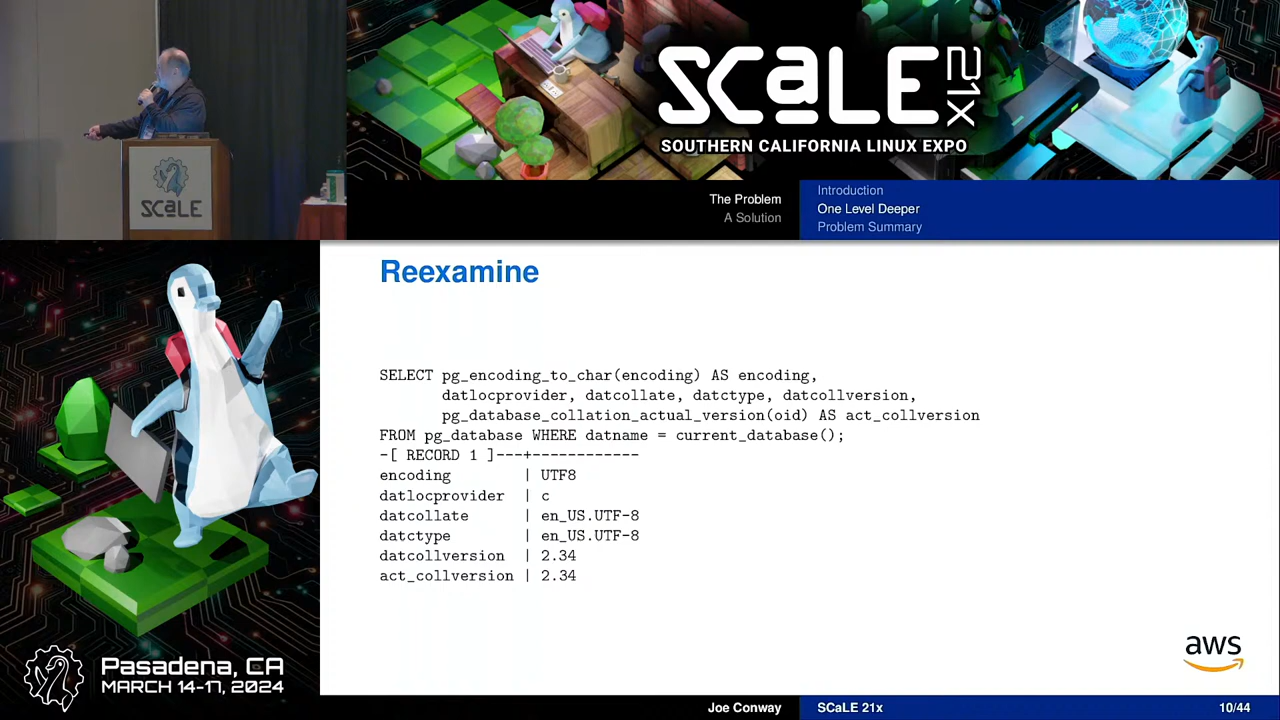 SCaLE 21x
SOUTHERN CALIFORNIA LINUX EXPO
SCaLE
The Problem
A Solution
Introduction
One Level Deeper
Problem Summary
Reexamine
SELECT pg_encoding_to_char(encoding) AS encoding,
datlocprovider, datcollate, datctype, datcollversion,
pg_database_collation_actual_version(oid) AS act_collversion
FROM pg_database WHERE datname = current_database();
-[ RECORD 1 ]---+------------
encoding | UTF8
datlocprovider | c
datcollate | en_US.UTF-8
datctype | en_US.UTF-8
datcollversion | 2.34
act_collversion | 2.34
aws
Pasadena, CA
MARCH 14-17, 2024
Joe Conway
SCaLE 21x
10/44